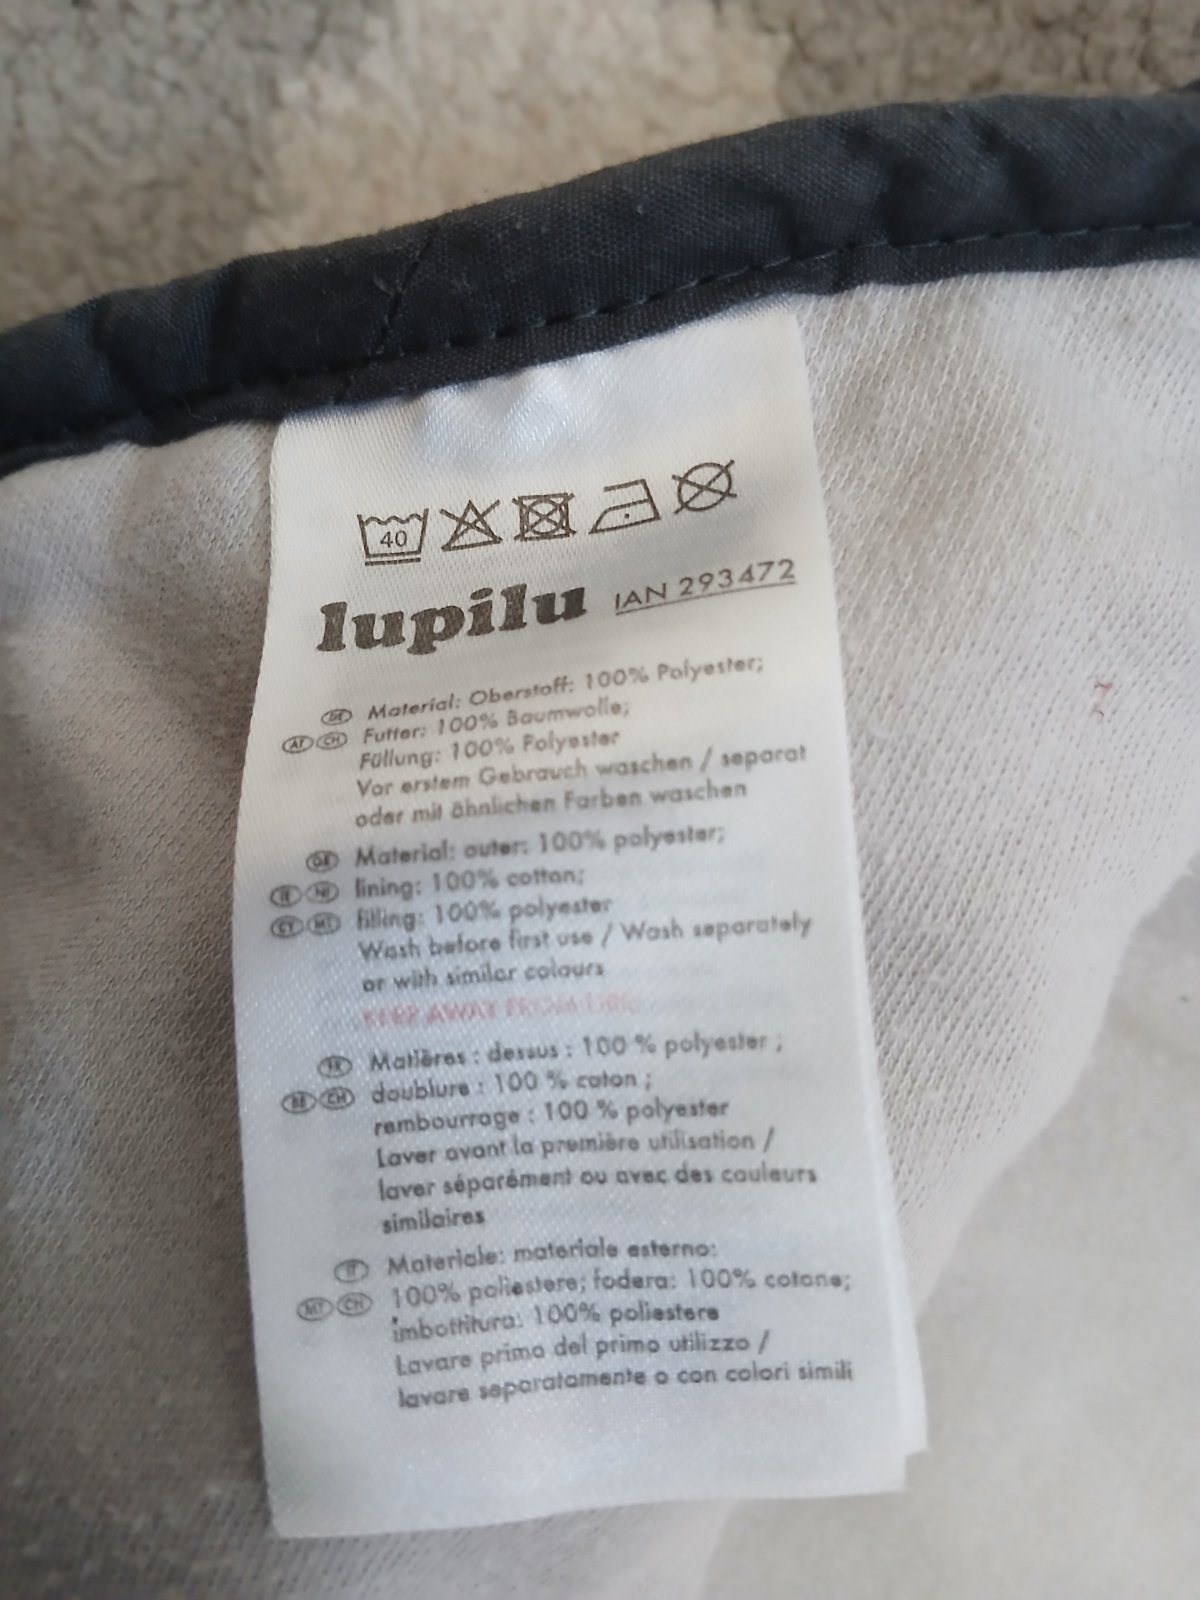 40
lupilu IAN 293472
DE Material: Oberstoff: 100% Polyester;
AT CH Futter: 100% Baumwolle;
Füllung: 100% Polyester
Vor erstem Gebrauch waschen / separat
oder mit ähnlichen Farben waschen
Material: outer: 100% polyester;
IE lining: 100% cotton;
CY MT filling: 100% polyester
Wash before first use / Wash separately
or with similar colours
KEEP AWAY FROM FIRE
FR Matières : dessus : 100 % polyester ;
BE CH doublure : 100 % coton ;
rembourrage : 100 % polyester
Laver avant la première utilisation /
laver séparément ou avec des couleurs
similaires
IT Materiale: materiale esterno:
MT CH 100% poliestere; fodera: 100% cotone;
imbottitura: 100% poliestere
Lavare prima del primo utilizzo /
lavare separatamente o con colori simili